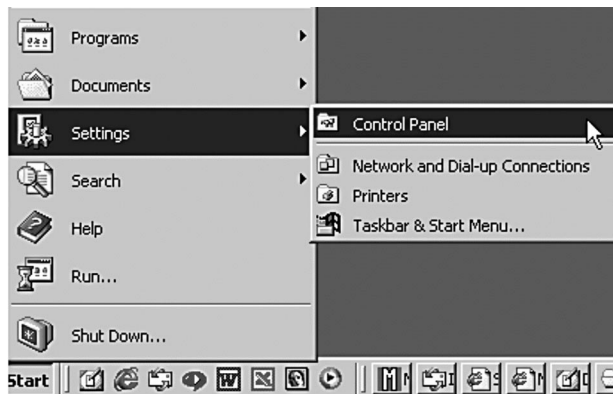 Programs
Documents
Settings
Search
Help
Run...
Shut Down...
Control Panel
Network and Dial-up Connections
Printers
Taskbar & Start Menu...
Start